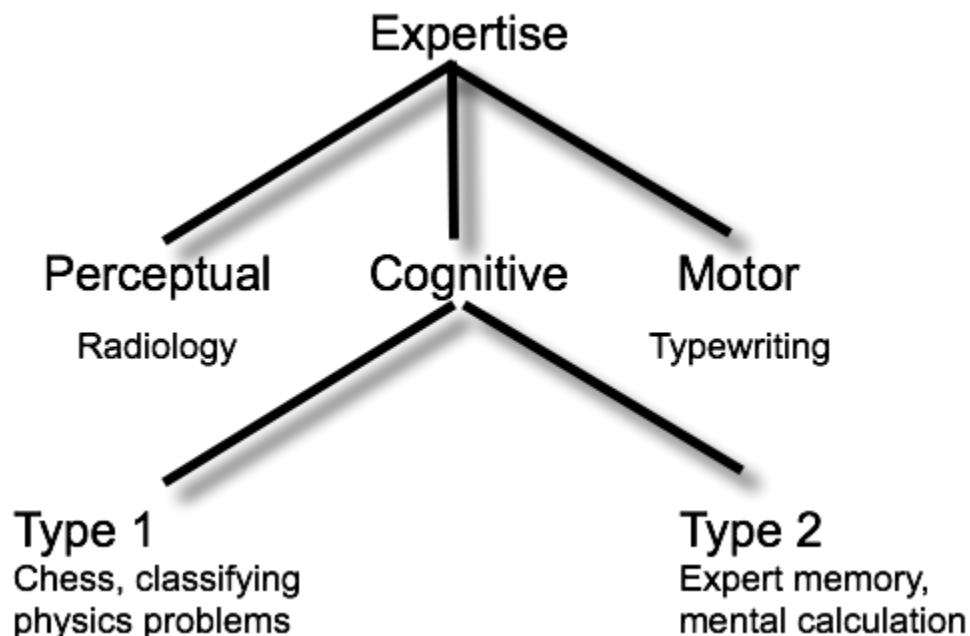 Expertise
Perceptual
Cognitive
Motor
Radiology
Typewriting
Type 1
Chess, classifying
physics problems
Type 2
Expert memory,
mental calculation